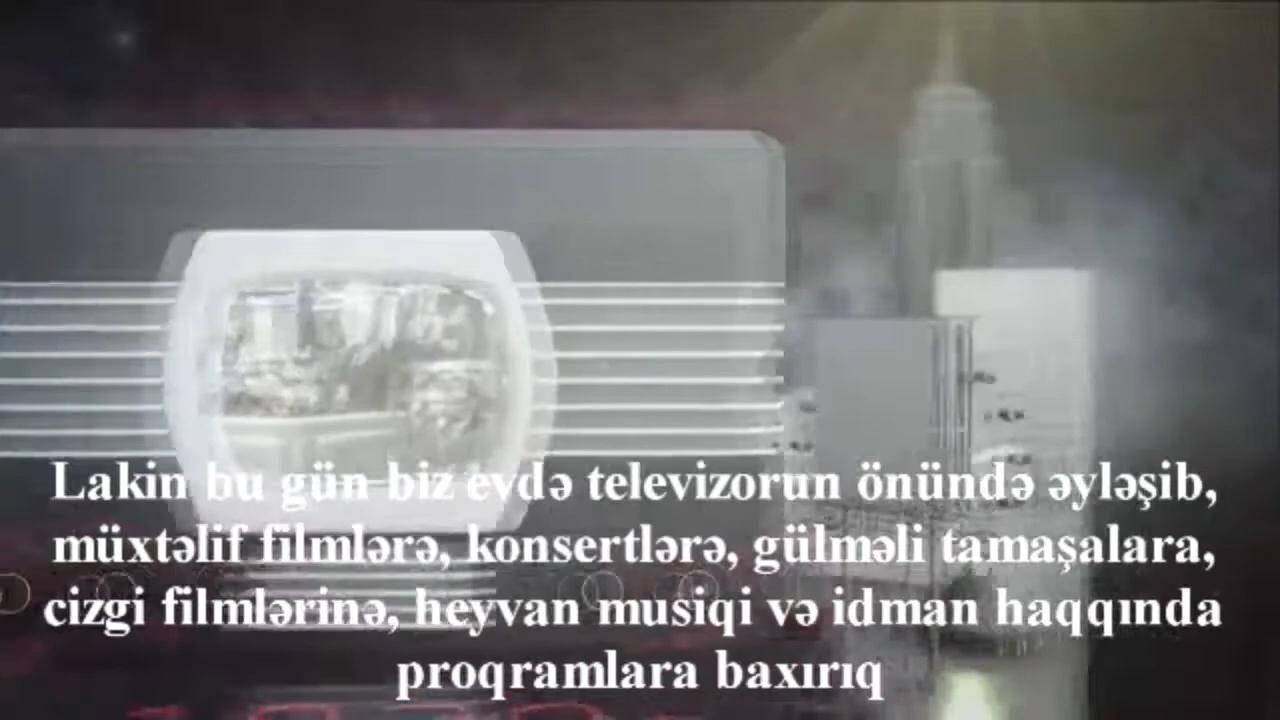 Lakin bu gün biz evdə televizorun önündə əyləşib,
müxtəlif filmlərə, konsertlərə, gülməli tamaşalara,
cizgi filmlərinə, heyvan musiqi və idman haqqında
proqramlara baxırıq